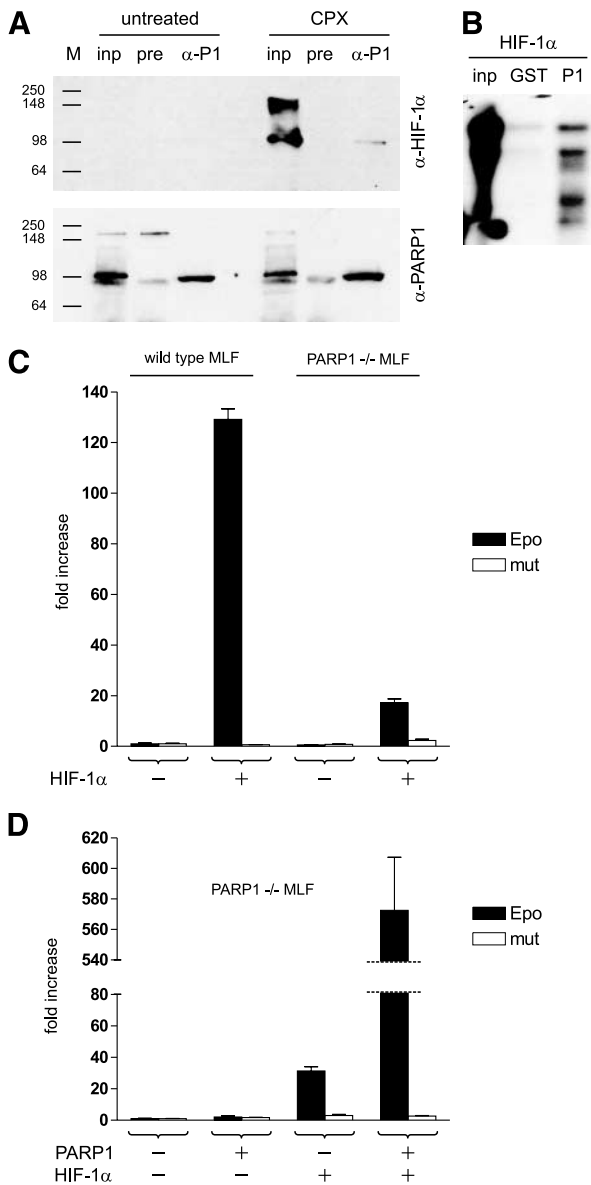 A
untreated CPX
M inp pre α-P1 inp pre α-P1
250
148
98
64
α-HIF-1α
250
148
98
64
α-PARP1
B
HIF-1α
inp GST P1
C
wild type MLF PARP1 -/- MLF
140
120
100
80
60
40
20
0
fold increase
Epo
mut
HIF-1α − + − +
D
PARP1 -/- MLF
620
600
580
560
540
80
60
40
20
0
fold increase
Epo
mut
PARP1 − + − +
HIF-1α − − + +